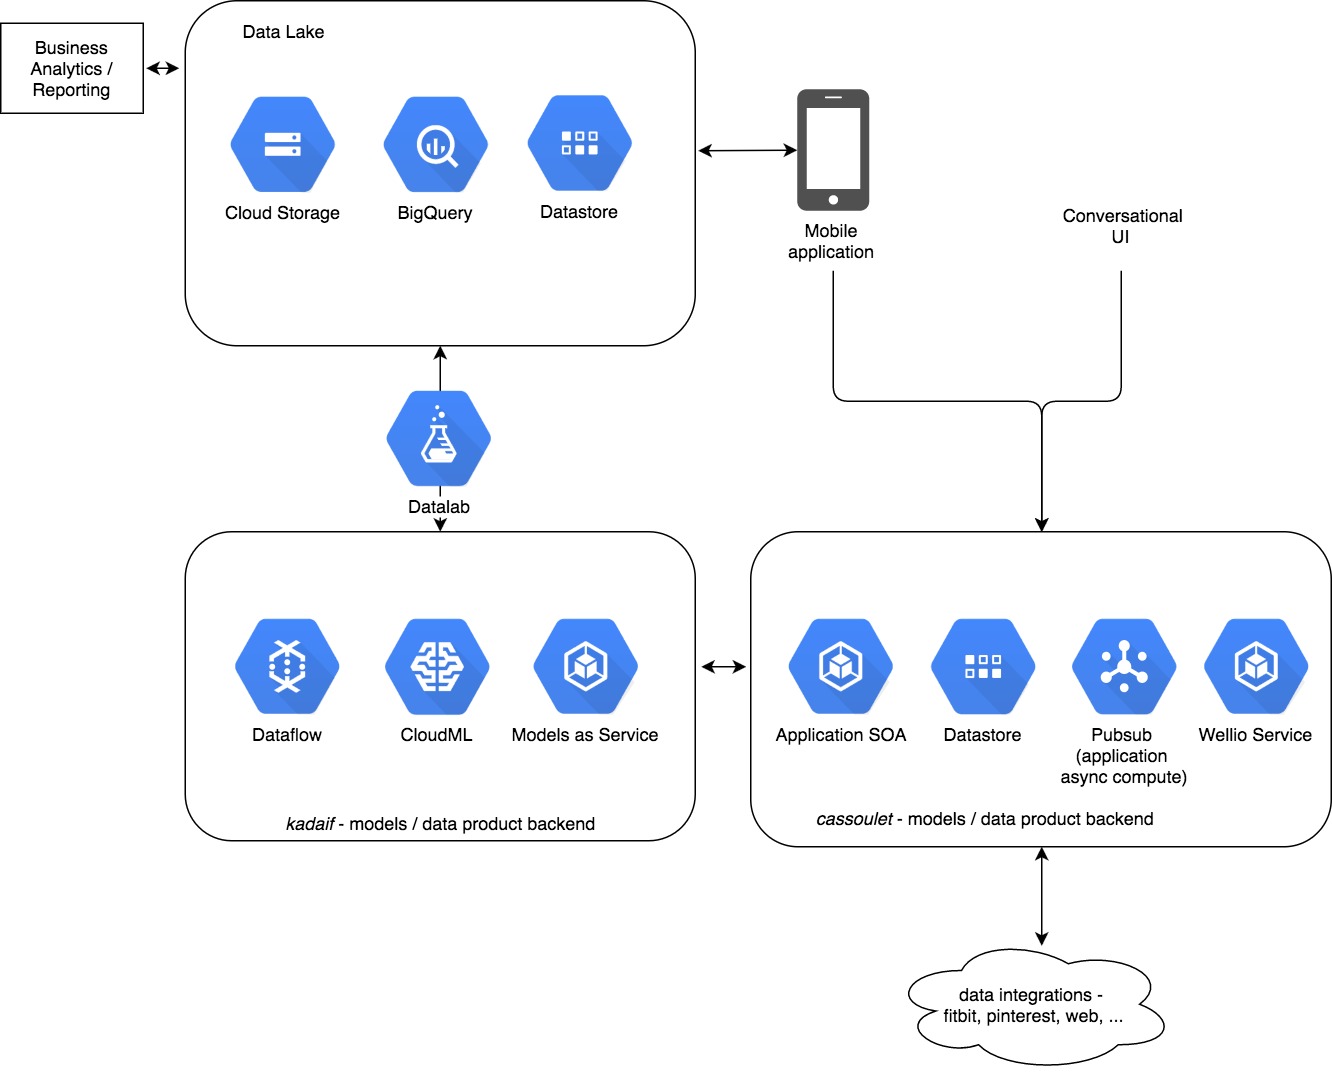 Business
Analytics /
Reporting
Data Lake
Cloud Storage
BigQuery
Datastore
Mobile
application
Conversational
UI
Datalab
Dataflow
CloudML
Models as Service
kadaif - models / data product backend
Application SOA
Datastore
Pubsub
(application
async compute)
Wellio Service
cassoulet - models / data product backend
data integrations -
fitbit, pinterest, web, ...